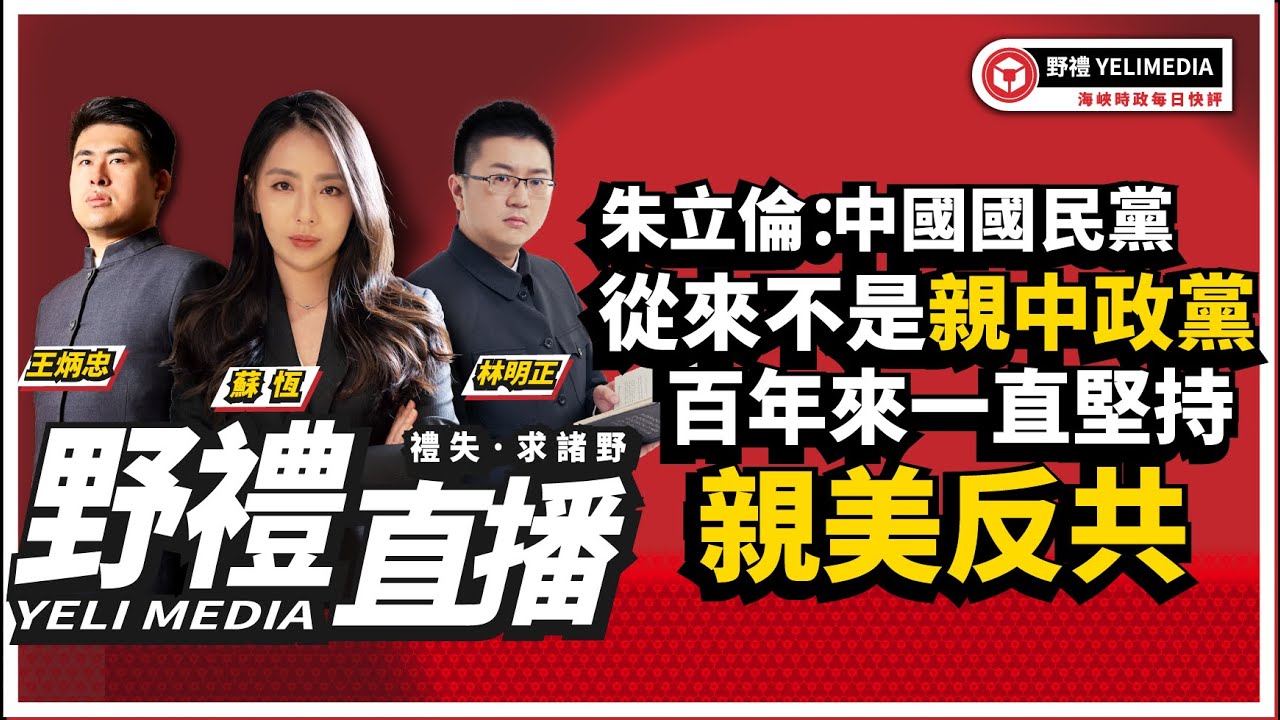 野禮 YELIMEDIA
海峽時政每日快評
朱立倫:中國國民黨
從來不是親中政黨
百年來一直堅持
親美反共
王炳忠
蘇恆
林明正
禮失·求諸野
野禮直播
YELI MEDIA